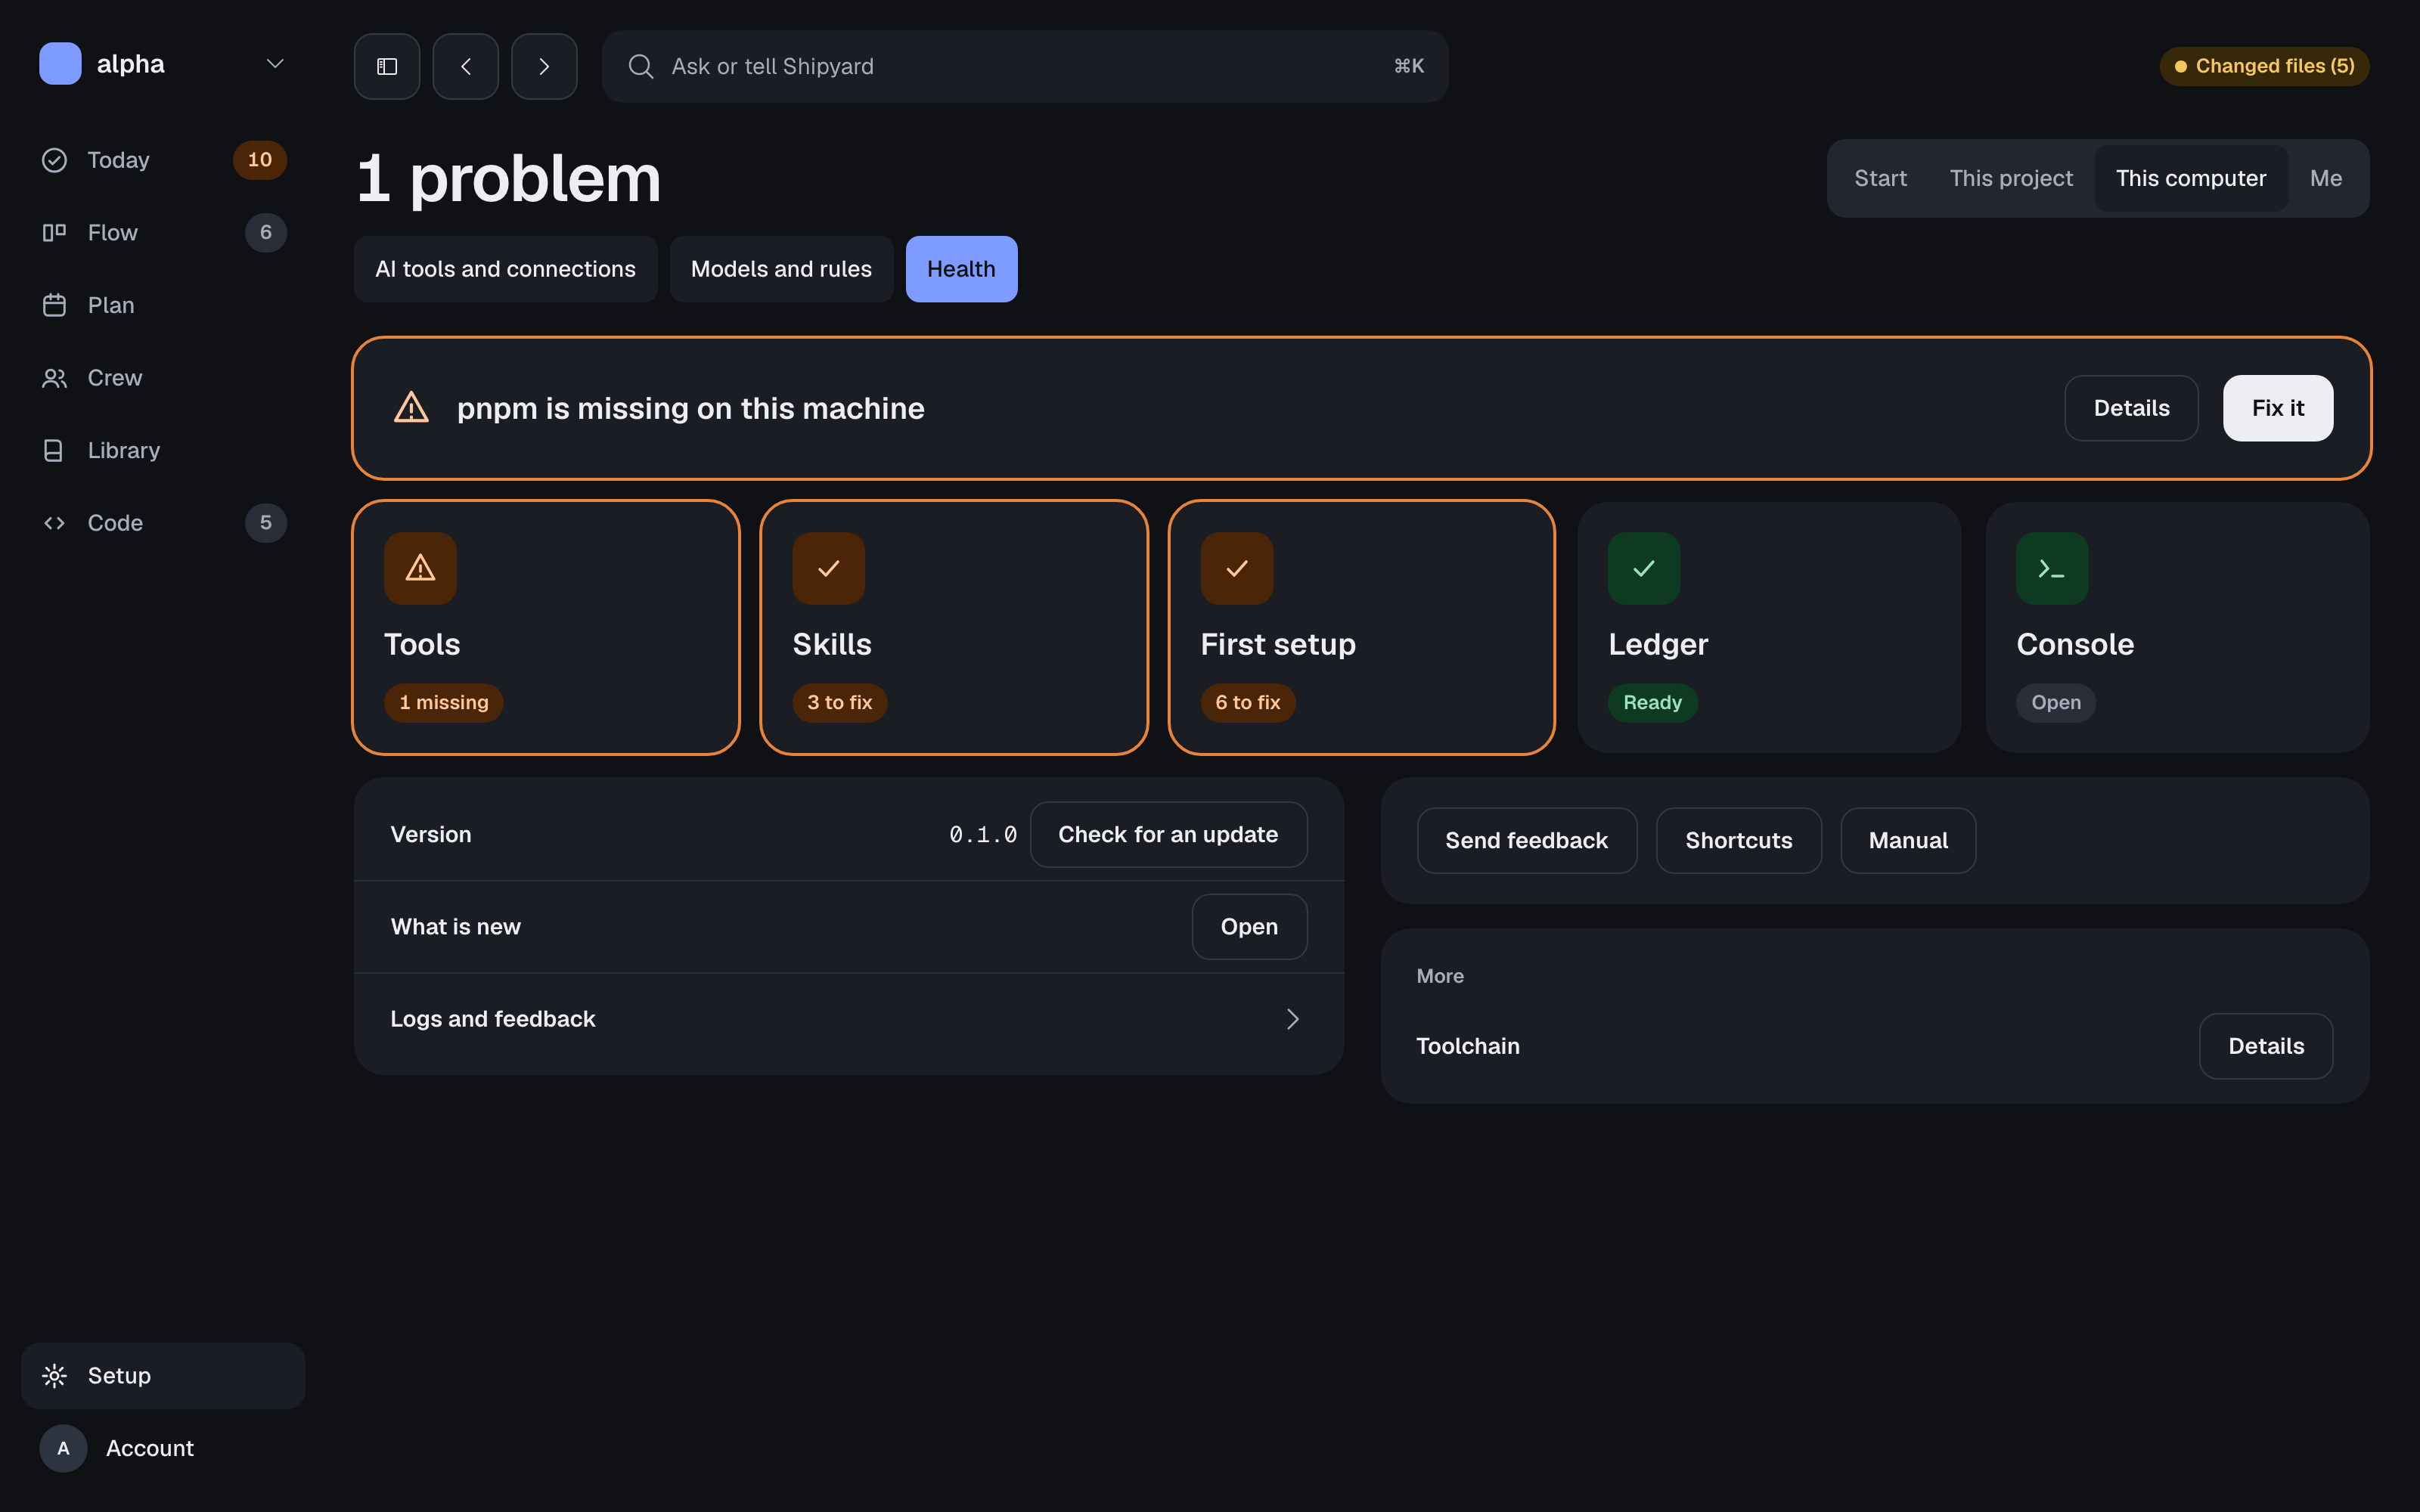 alpha
Ask or tell Shipyard ⌘K
Changed files (5)
Today 10
Flow 6
Plan
Crew
Library
Code 5
Setup
A Account
1 problem
Start This project This computer Me
AI tools and connections Models and rules Health
pnpm is missing on this machine Details Fix it
Tools
1 missing
Skills
3 to fix
First setup
6 to fix
Ledger
Ready
Console
Open
Version 0.1.0 Check for an update
What is new Open
Logs and feedback
Send feedback Shortcuts Manual
More
Toolchain Details